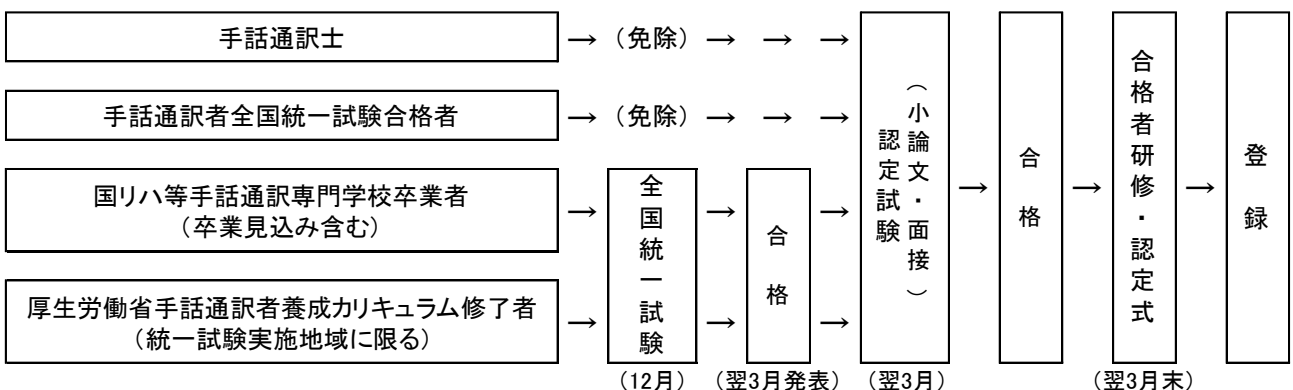 手話通訳士
→ （免除） → → →
手話通訳者全国統一試験合格者
→ （免除） → → →
国リハ等手話通訳専門学校卒業者
（卒業見込み含む）
→ → →
厚生労働省手話通訳者養成カリキュラム修了者
（統一試験実施地域に限る）
→ → →
全国統一試験
（12月）
合格
（翌3月発表）
認定試験
（小論文・面接）
（翌3月）
→
合格
→
合格者研修・認定式
（翌3月末）
→
登録